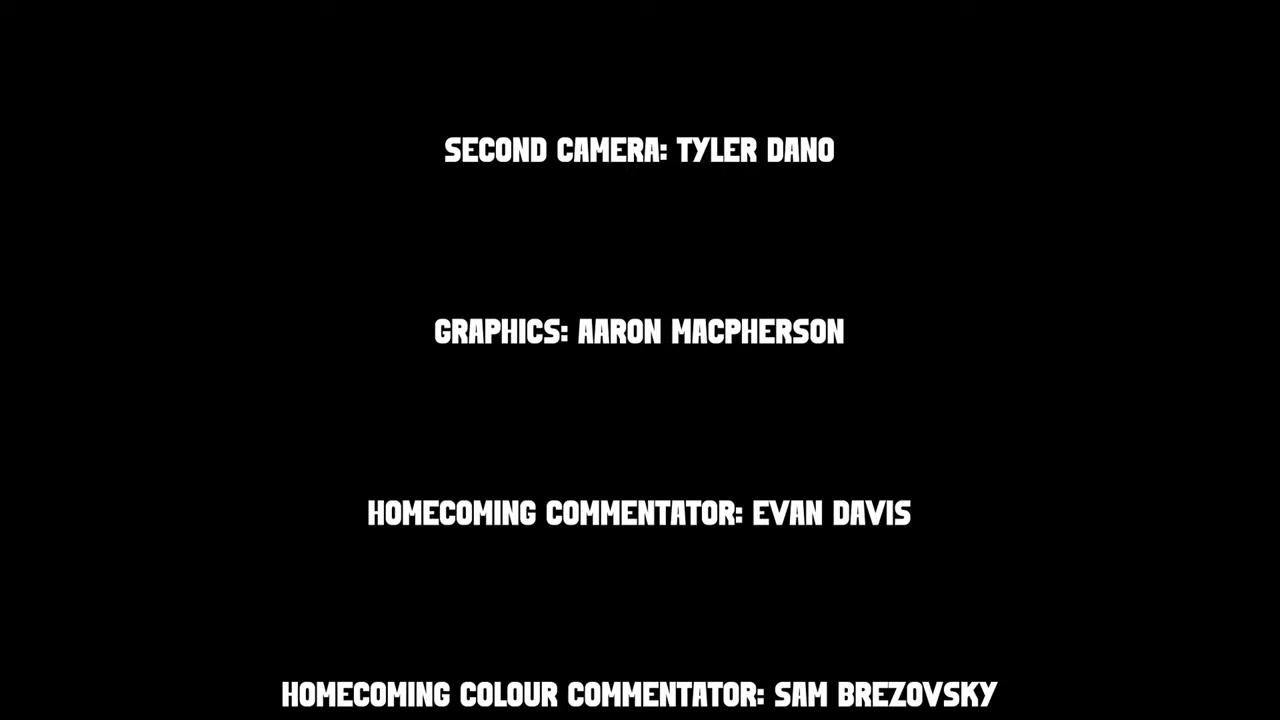 SECOND CAMERA: TYLER DANO
GRAPHICS: AARON MACPHERSON
HOMECOMING COMMENTATOR: EVAN DAVIS
HOMECOMING COLOUR COMMENTATOR: SAM BREZOVSKY